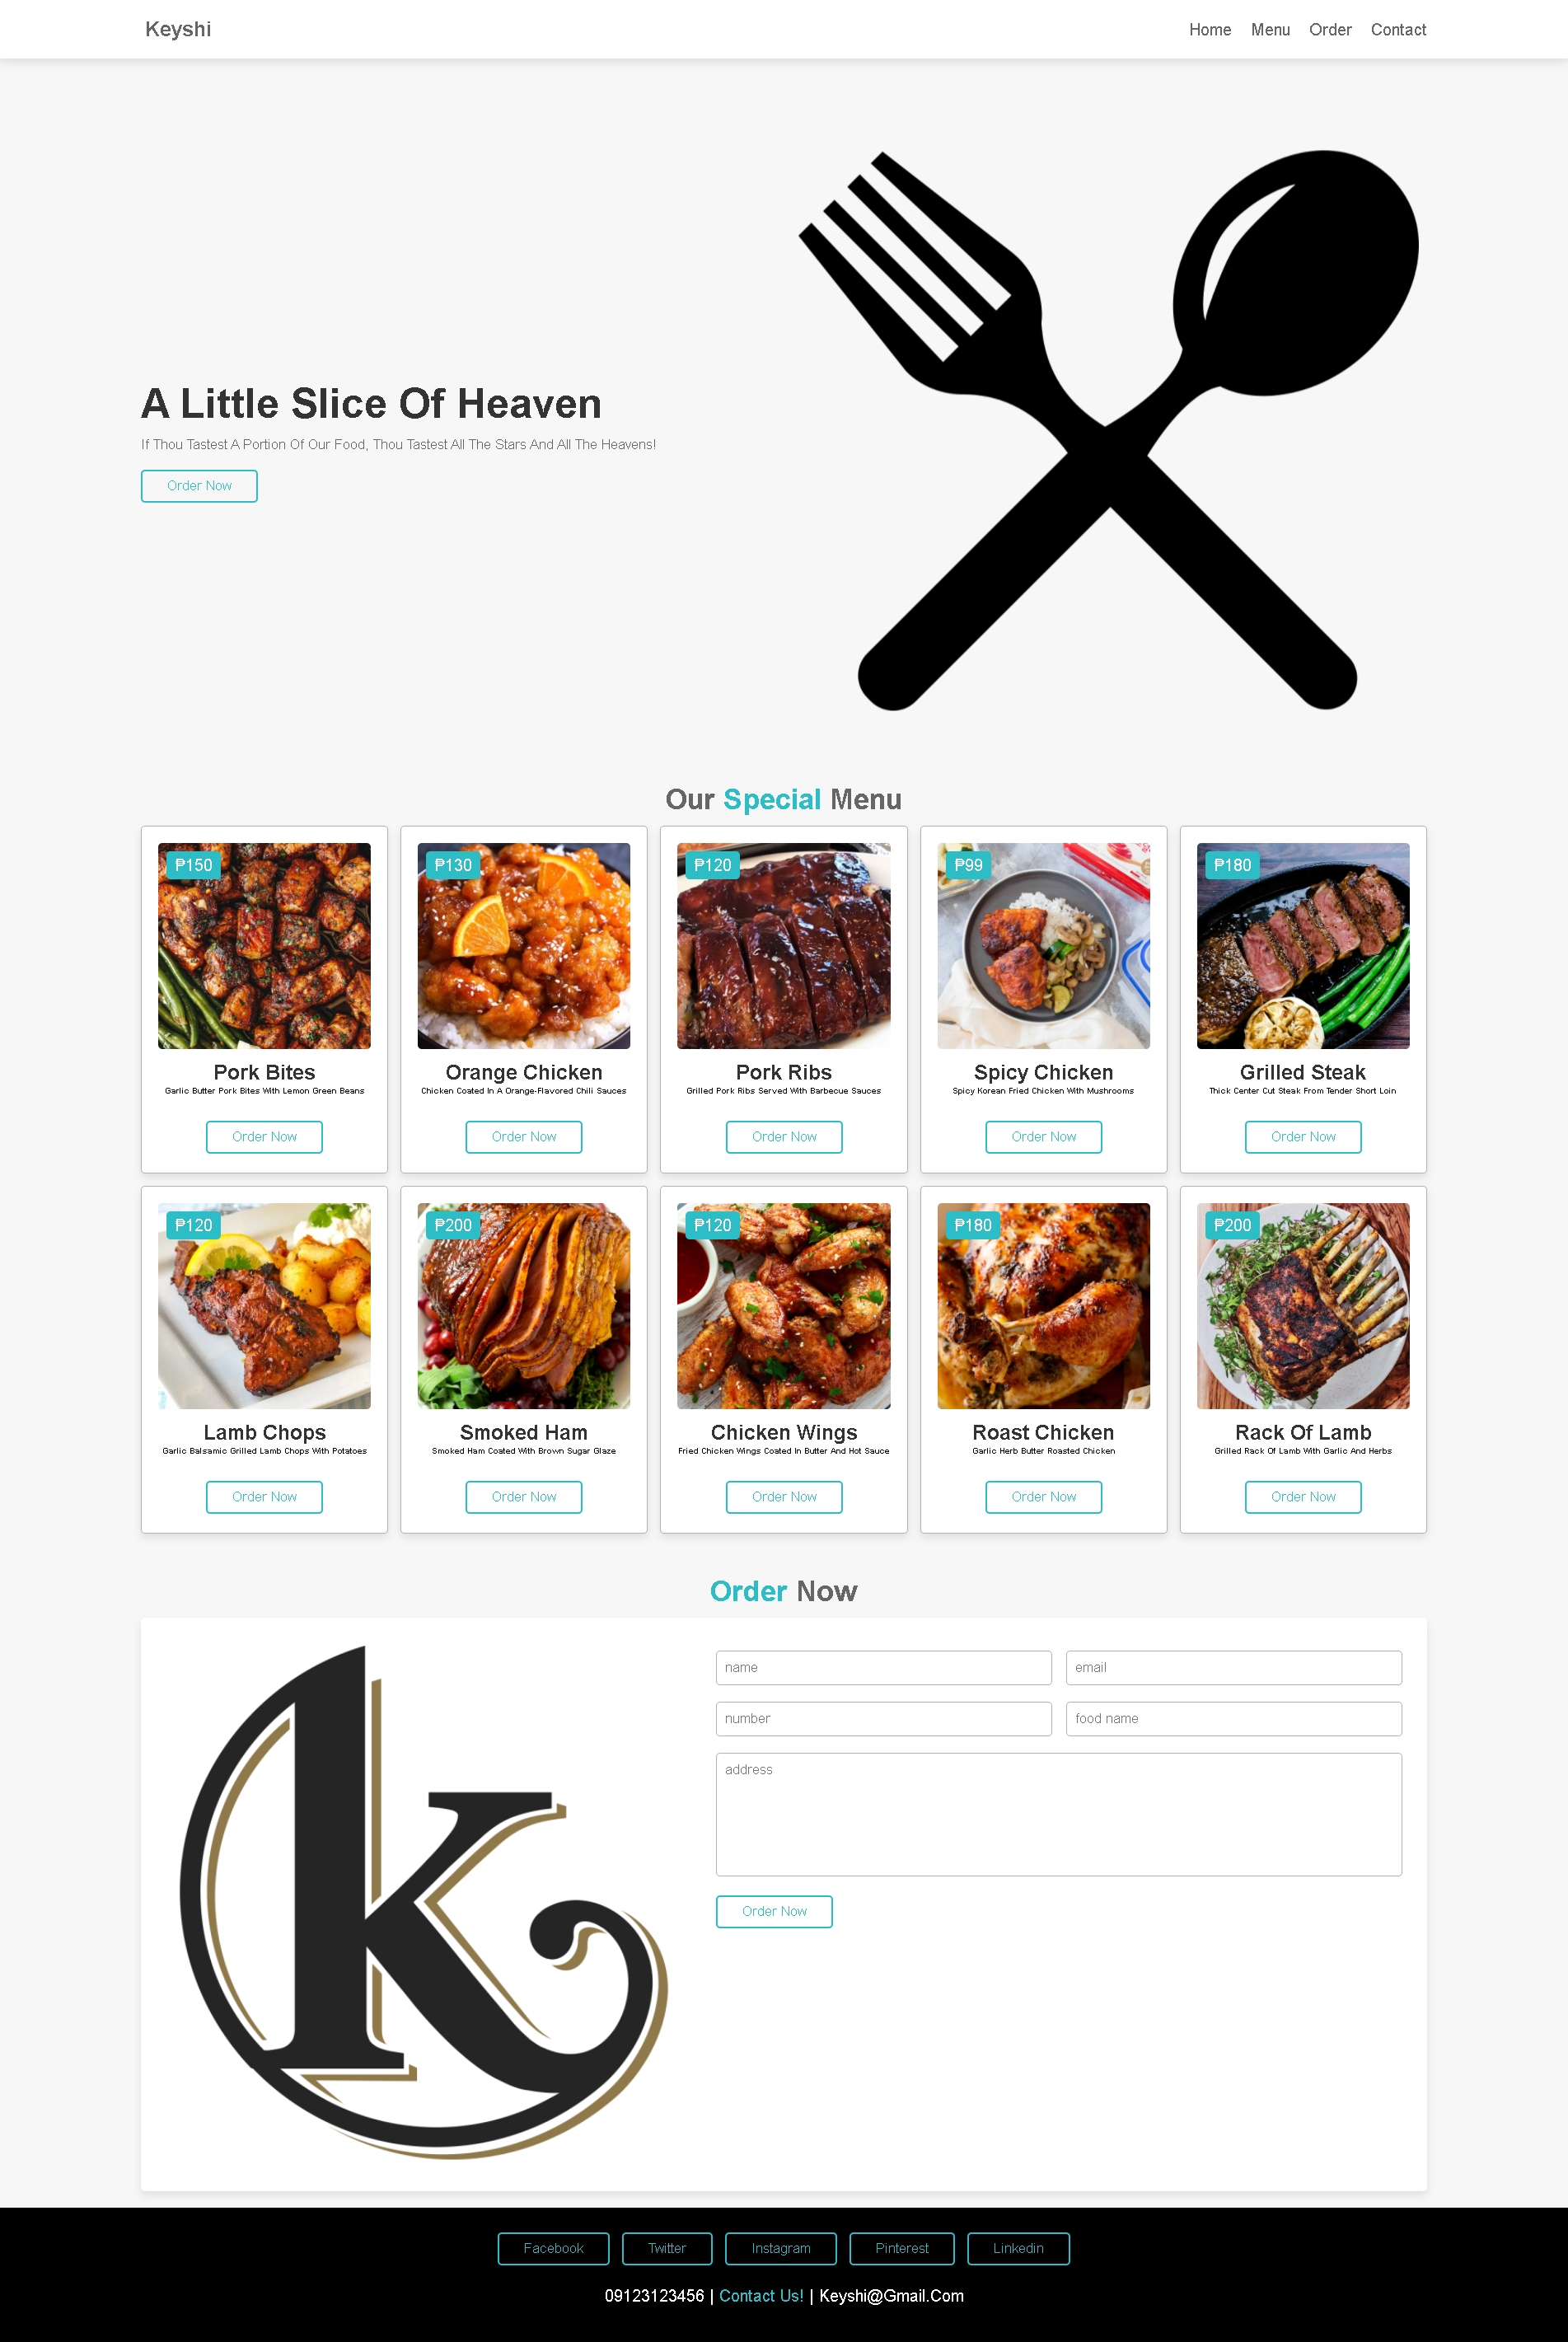 Keyshi
Home Menu Order Contact
A Little Slice Of Heaven
If Thou Tastest A Portion Of Our Food, Thou Tastest All The Stars And All The Heavens!
Order Now
Our Special Menu
₱150
Pork Bites
Garlic Butter Pork Bites With Lemon Green Beans
Order Now
₱130
Orange Chicken
Chicken Coated In A Orange-Flavored Chili Sauces
Order Now
₱120
Pork Ribs
Grilled Pork Ribs Served With Barbecue Sauces
Order Now
₱99
Spicy Chicken
Spicy Korean Fried Chicken With Mushrooms
Order Now
₱180
Grilled Steak
Thick Center Cut Steak From Tender Short Loin
Order Now
₱120
Lamb Chops
Garlic Balsamic Grilled Lamb Chops With Potatoes
Order Now
₱200
Smoked Ham
Smoked Ham Coated With Brown Sugar Glaze
Order Now
₱120
Chicken Wings
Fried Chicken Wings Coated In Butter And Hot Sauce
Order Now
₱180
Roast Chicken
Garlic Herb Butter Roasted Chicken
Order Now
₱200
Rack Of Lamb
Grilled Rack Of Lamb With Garlic And Herbs
Order Now
Order Now
k
name
email
number
food name
address
Order Now
Facebook Twitter Instagram Pinterest Linkedin
09123123456 | Contact Us! | Keyshi@Gmail.Com